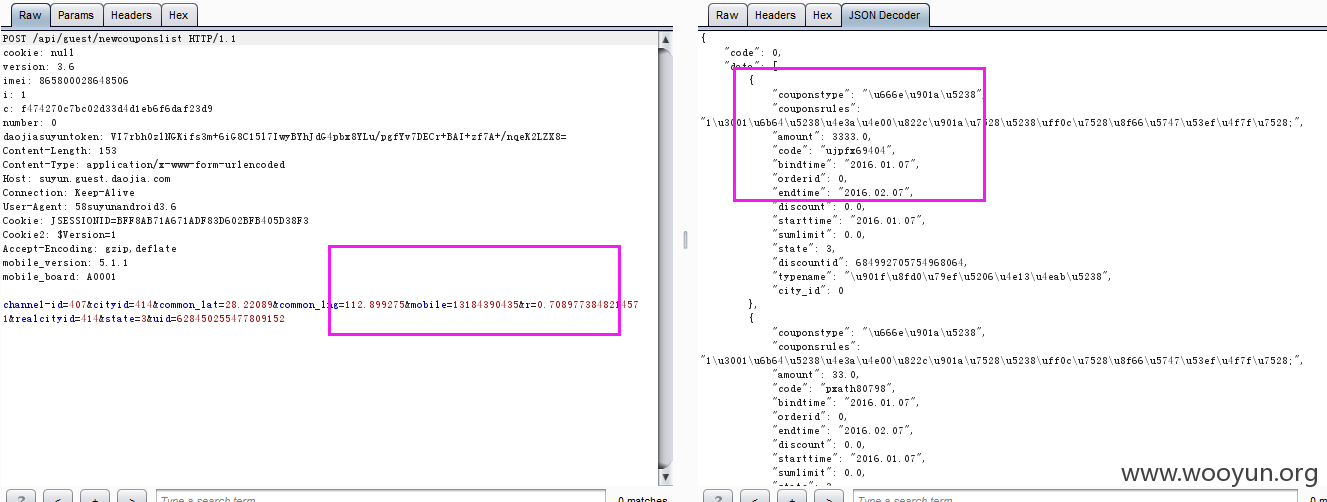 Raw Params Headers Hex
POST /api/guest/newcouponslist HTTP/1.1
cookie: null
version: 3.6
imei: 865800028648506
i: 1
c: f474270c7bc02d33d4d1eb6f6daf23d9
number: 0
daojiasuyuntoken: VI7rbh0zlNGKifs3m+6iG8C15l7IwyBYhJdG4pbx8YLu/pgfYv7DECr+BAI+zf7A+/nqeK2LZX8=
Content-Length: 153
Content-Type: application/x-www-form-urlencoded
Host: suyun.guest.daojia.com
Connection: Keep-Alive
User-Agent: 58suyunandroid3.6
Cookie: JSESSIONID=BFF8AB71A671ADF83D602BFB405D38F3
Cookie2: $Version=1
Accept-Encoding: gzip,deflate
mobile_version: 5.1.1
mobile_board: A0001
channel-id=407&cityid=414&common_lat=28.22089&common_lng=112.899275&mobile=13184390435&r=0.708977384821457
1&realcityid=414&state=3&uid=628450255477809152
? < + > Type a search term 0 matches
Raw Headers Hex JSON Decoder
{
"code": 0,
"data": [
{
"couponstype": "\u666e\u901a\u5238",
"couponsrules":
"1\u3001\u6b64\u5238\u4e3a\u4e00\u822c\u901a\u7528\u5238\uff0c\u7528\u8f66\u5747\u53ef\u4f7f\u7528;",
"amount": 3333.0,
"code": "ujpfx69404",
"bindtime": "2016.01.07",
"orderid": 0,
"endtime": "2016.02.07",
"discount": 0.0,
"starttime": "2016.01.07",
"sumlimit": 0.0,
"state": 3,
"discountid": 684992705754968064,
"typename": "\u901f\u8fd0\u79ef\u5206\u4e13\u4eab\u5238",
"city_id": 0
},
{
"couponstype": "\u666e\u901a\u5238",
"couponsrules":
"1\u3001\u6b64\u5238\u4e3a\u4e00\u822c\u901a\u7528\u5238\uff0c\u7528\u8f66\u5747\u53ef\u4f7f\u7528;",
"amount": 33.0,
"code": "pxath80798",
"bindtime": "2016.01.07",
"orderid": 0,
"endtime": "2016.02.07",
"discount": 0.0,
"starttime": "2016.01.07",
"sumlimit": 0.0,
"state": 3,
? < + > Type a search term
www.wooyun.org